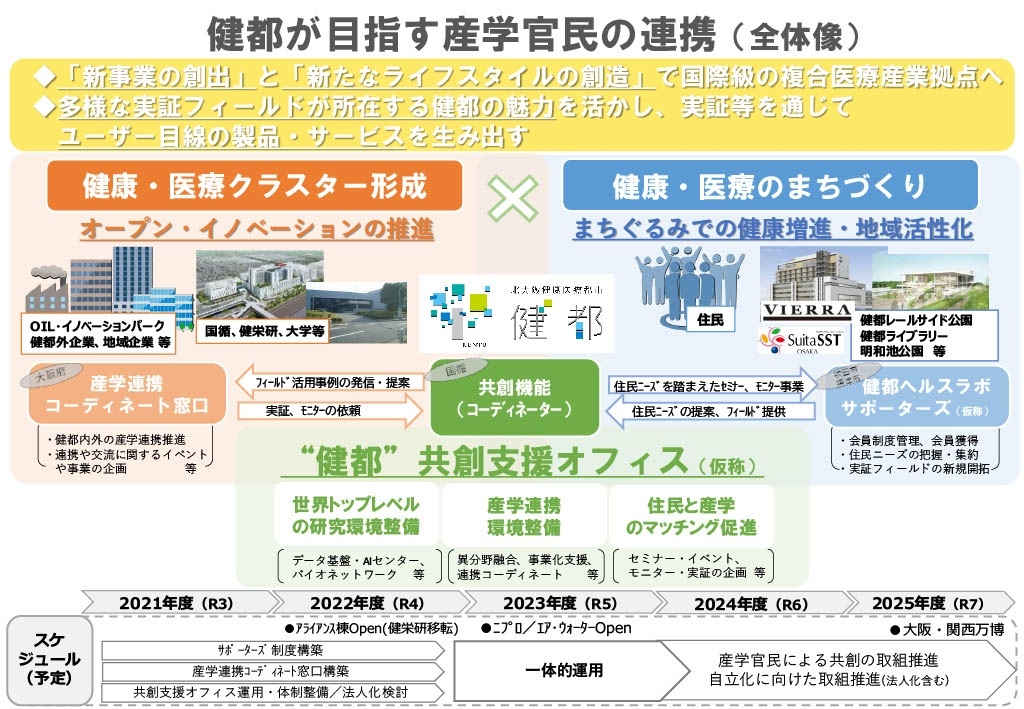 健都が目指す産学官民の連携（全体像）
◆「新事業の創出」と「新たなライフスタイルの創造」で国際級の複合医療産業拠点へ
◆多様な実証フィールドが所在する健都の魅力を活かし、実証等を通じて
ユーザー目線の製品・サービスを生み出す
健康・医療クラスター形成
健康・医療のまちづくり
オープン・イノベーションの推進
まちぐるみでの健康増進・地域活性化
OIL・イノベーションパーク
健都外企業、地域企業 等
国循、健栄研、大学等
北大阪健康医療都市
健都
KENTO
住民
VIERRA
SuitaSST
OSAKA
健都レールサイド公園
健都ライブラリー
明和池公園 等
大阪府
産学連携
コーディネート窓口
ﾌｨｰﾙﾄﾞ活用事例の発信・提案
実証、ﾓﾆﾀｰの依頼
国循
共創機能
（コーディネーター）
住民ﾆｰｽﾞを踏まえたｾﾐﾅｰ、ﾓﾆﾀｰ事業
住民ﾆｰｽﾞの提案、ﾌｨｰﾙﾄﾞ提供
健都ヘルスラボ
サポーターズ（仮称）
・健都内外の産学連携推進
・連携や交流に関するイベント
や事業の企画 等
・会員制度管理、会員獲得
・住民ニーズの把握・集約
・実証フィールドの新規開拓
“健都”共創支援オフィス（仮称）
世界トップレベル
の研究環境整備
産学連携
環境整備
住民と産学
のマッチング促進
データ基盤・AIセンター、
バイオネットワーク 等
異分野融合、事業化支援、
連携コーディネート 等
セミナー・イベント、
モニター・実証の企画 等
2021年度（R3）
2022年度（R4）
2023年度（R5）
2024年度（R6）
2025年度（R7）
スケ
ジュール
（予定）
●ｱﾗｲｱﾝｽ棟Open(健栄研移転)
●ﾆﾌﾟﾛ／ｴｱ・ｳｫｰﾀｰOpen
●大阪・関西万博
ｻﾎﾟｰﾀｰｽﾞ制度構築
産学連携ｺｰﾃﾞｨﾈｰﾄ窓口構築
共創支援オフィス運用・体制整備／法人化検討
一体的運用
産学官民による共創の取組推進
自立化に向けた取組推進(法人化含む)